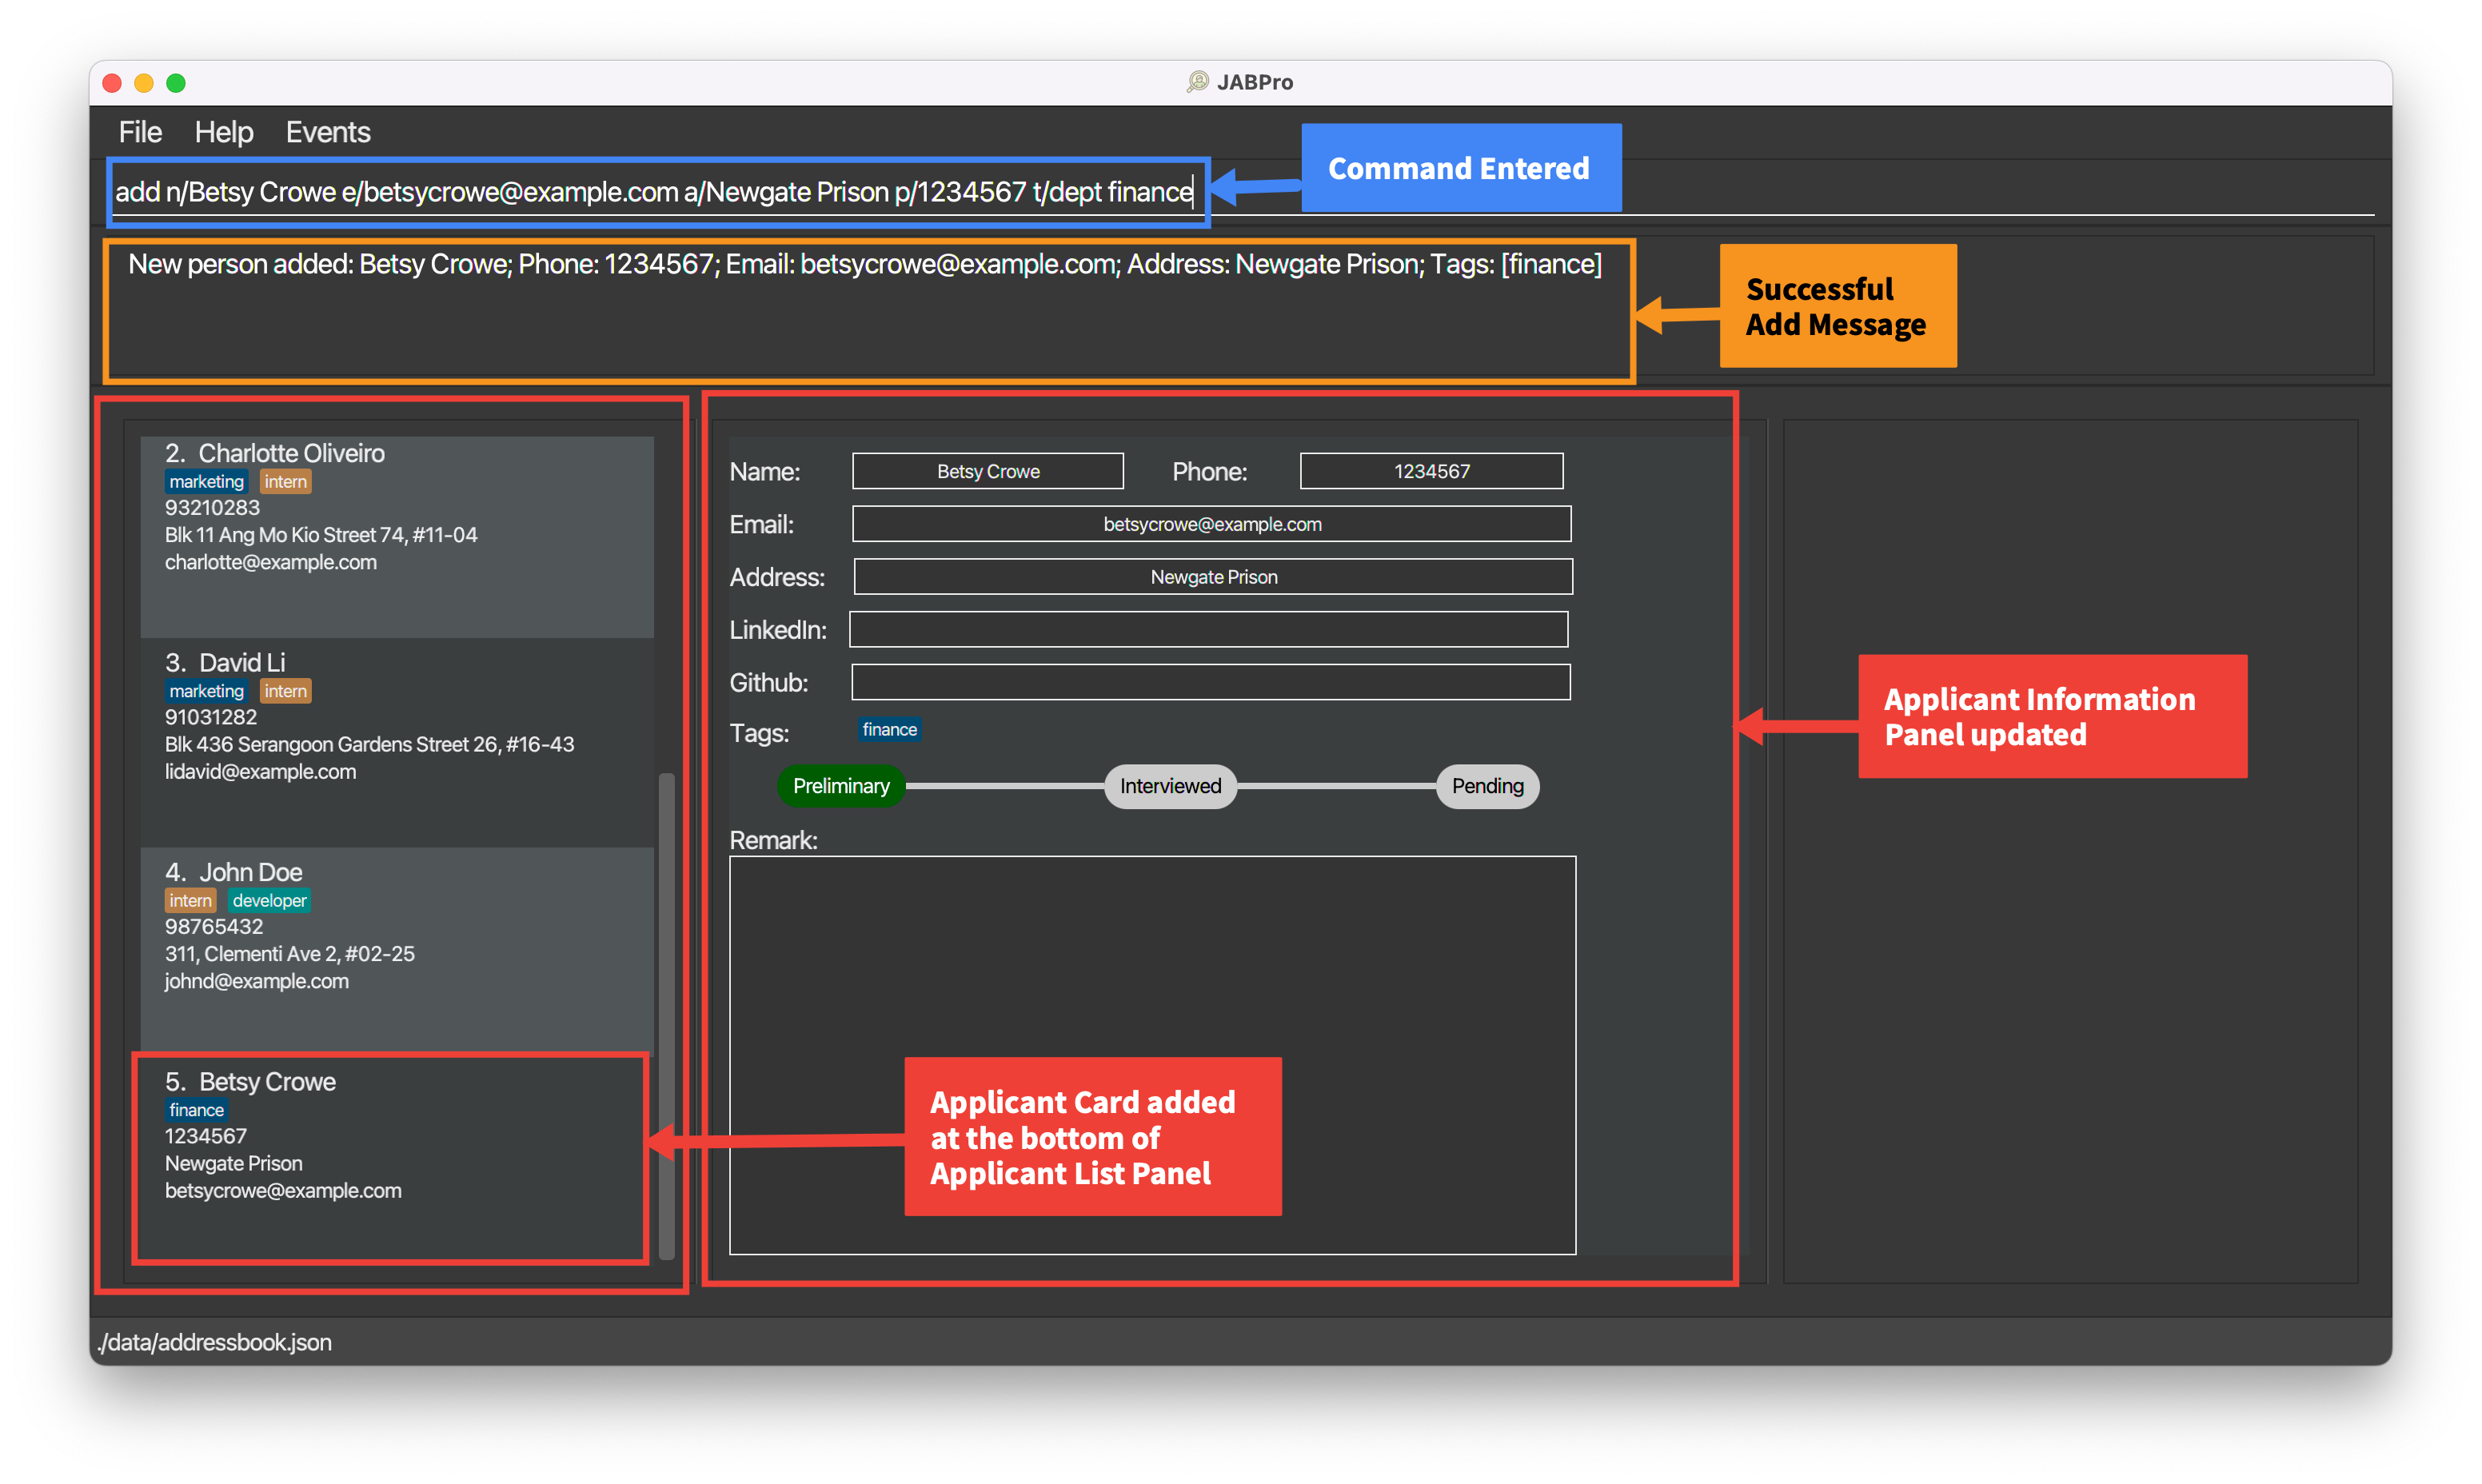 JABPro
File Help Events
add n/Betsy Crowe e/betsycrowe@example.com a/Newgate Prison p/1234567 t/dept finance
Command Entered
New person added: Betsy Crowe; Phone: 1234567; Email: betsycrowe@example.com; Address: Newgate Prison; Tags: [finance]
Successful
Add Message
2. Charlotte Oliveiro
marketing intern
93210283
Blk 11 Ang Mo Kio Street 74, #11-04
charlotte@example.com
3. David Li
marketing intern
91031282
Blk 436 Serangoon Gardens Street 26, #16-43
lidavid@example.com
4. John Doe
intern developer
98765432
311, Clementi Ave 2, #02-25
johnd@example.com
5. Betsy Crowe
finance
1234567
Newgate Prison
betsycrowe@example.com
Applicant Card added
at the bottom of
Applicant List Panel
Name: Betsy Crowe Phone: 1234567
Email: betsycrowe@example.com
Address: Newgate Prison
LinkedIn:
Github:
Tags: finance
Preliminary Interviewed Pending
Remark:
Applicant Information
Panel updated
./data/addressbook.json